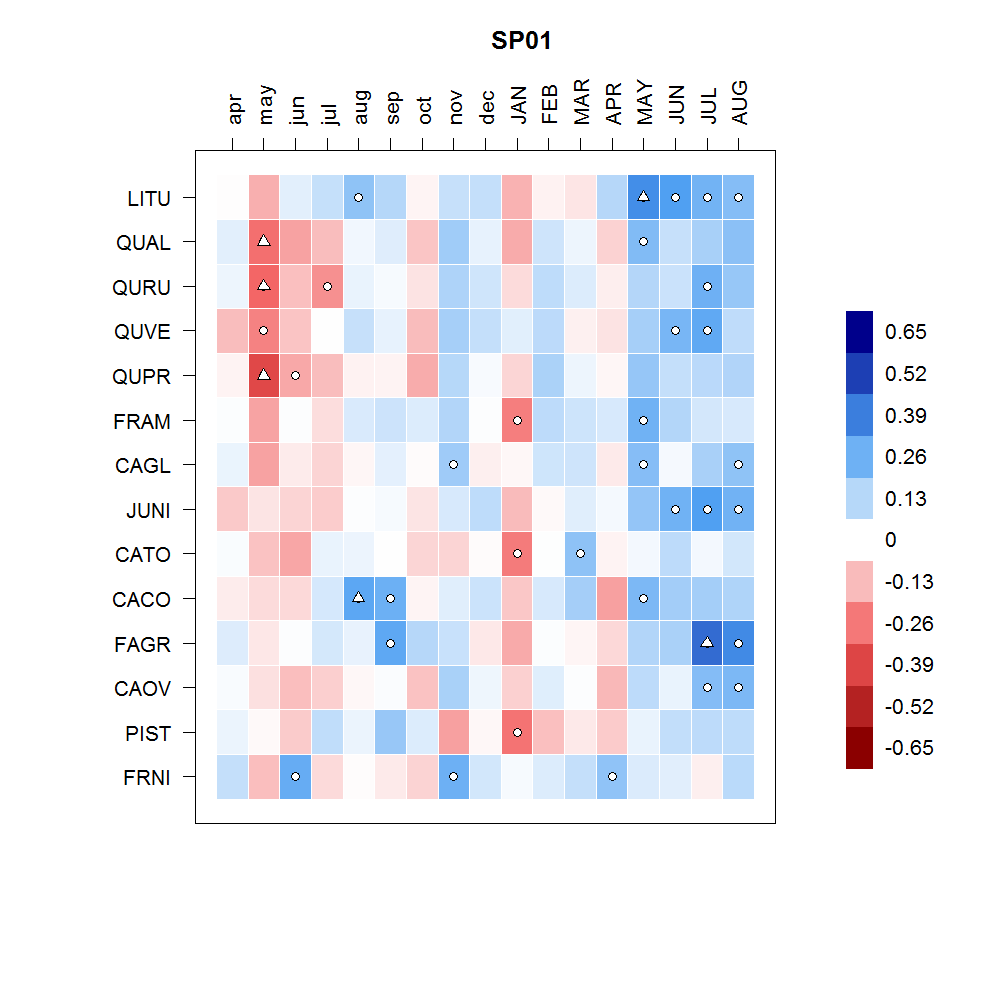 SP01
apr may jun jul aug sep oct nov dec JAN FEB MAR APR MAY JUN JUL AUG
LITU
QUAL
QURU
QUVE
QUPR
FRAM
CAGL
JUNI
CATO
CACO
FAGR
CAOV
PIST
FRNI
0.65
0.52
0.39
0.26
0.13
0
-0.13
-0.26
-0.39
-0.52
-0.65